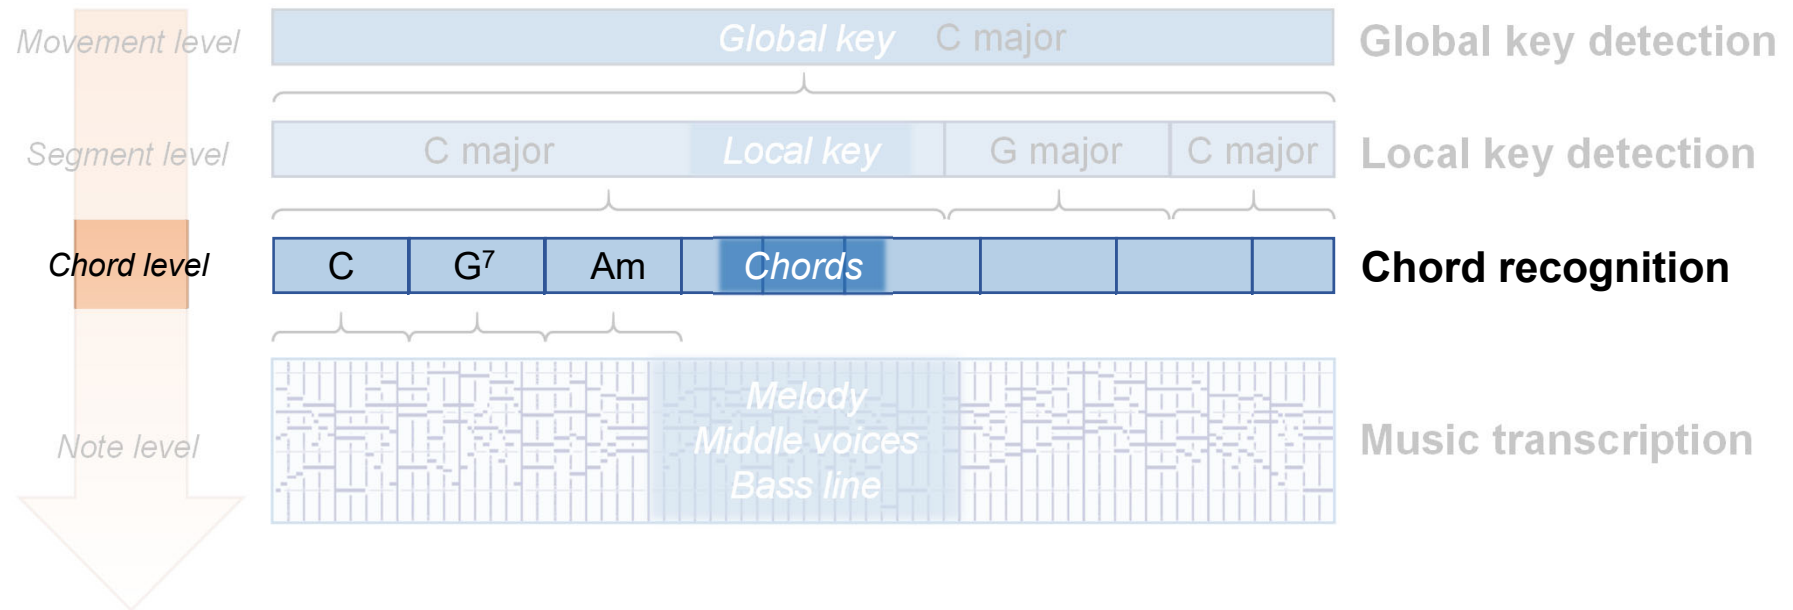 Movement level
Global key C major
Global key detection
Segment level
C major Local key G major C major
Local key detection
Chord level
C G⁷ Am Chords
Chord recognition
Note level
Melody
Middle voices
Bass line
Music transcription